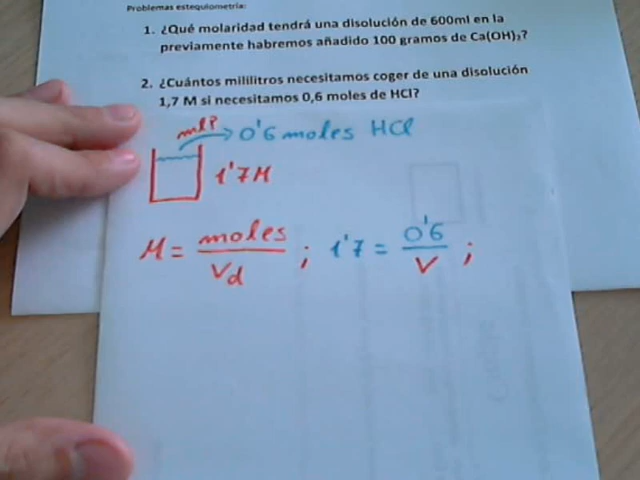 Problemas estequiometria:
1. ¿Qué molaridad tendrá una disolución de 600ml en la
previamente habremos añadido 100 gramos de Ca(OH)₂?
2. ¿Cuántos mililitros necesitamos coger de una disolución
1,7 M si necesitamos 0,6 moles de HCl?
ml? → 0'6 moles HCl
1'7M
M = moles / Vd ; 1'7 = 0'6 / V ;